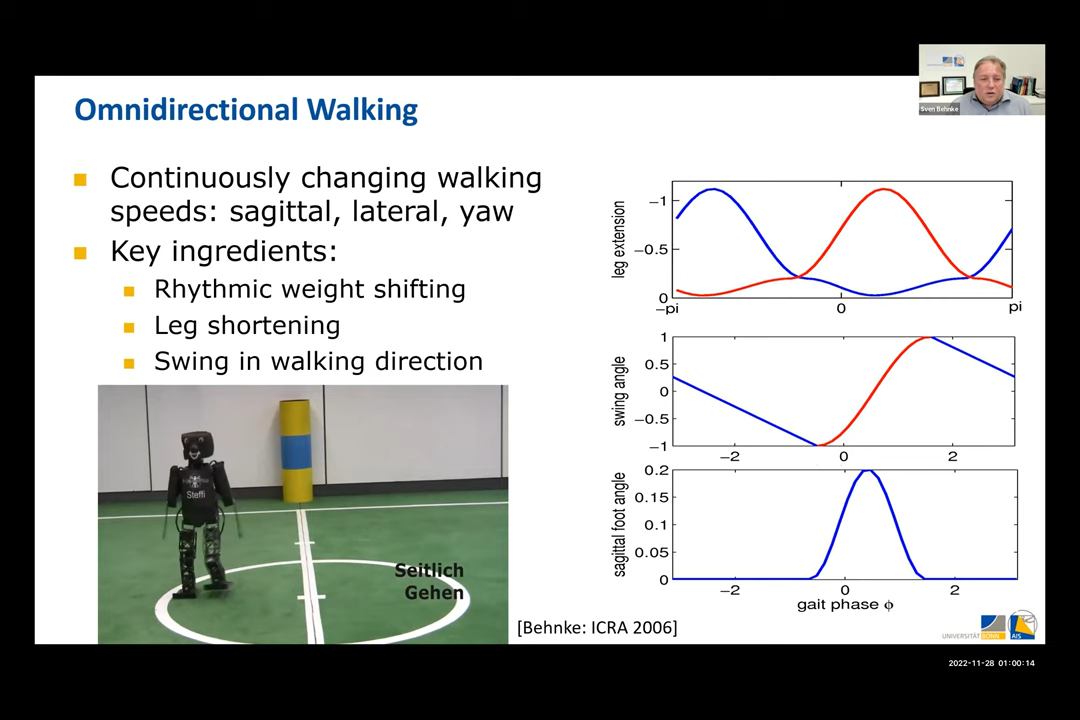 Omnidirectional Walking
Sven Behnke
Continuously changing walking
speeds: sagittal, lateral, yaw
Key ingredients:
Rhythmic weight shifting
Leg shortening
Swing in walking direction
Steffi
Seitlich
Gehen
[Behnke: ICRA 2006]
leg extension
−1
−0.5
0
−pi
0
pi
swing angle
1
0.5
0
−0.5
−1
−2
0
2
sagittal foot angle
0.2
0.15
0.1
0.05
0
−2
0
2
gait phase ϕ
UNIVERSITÄT BONN
AIS
2022-11-28 01:00:14